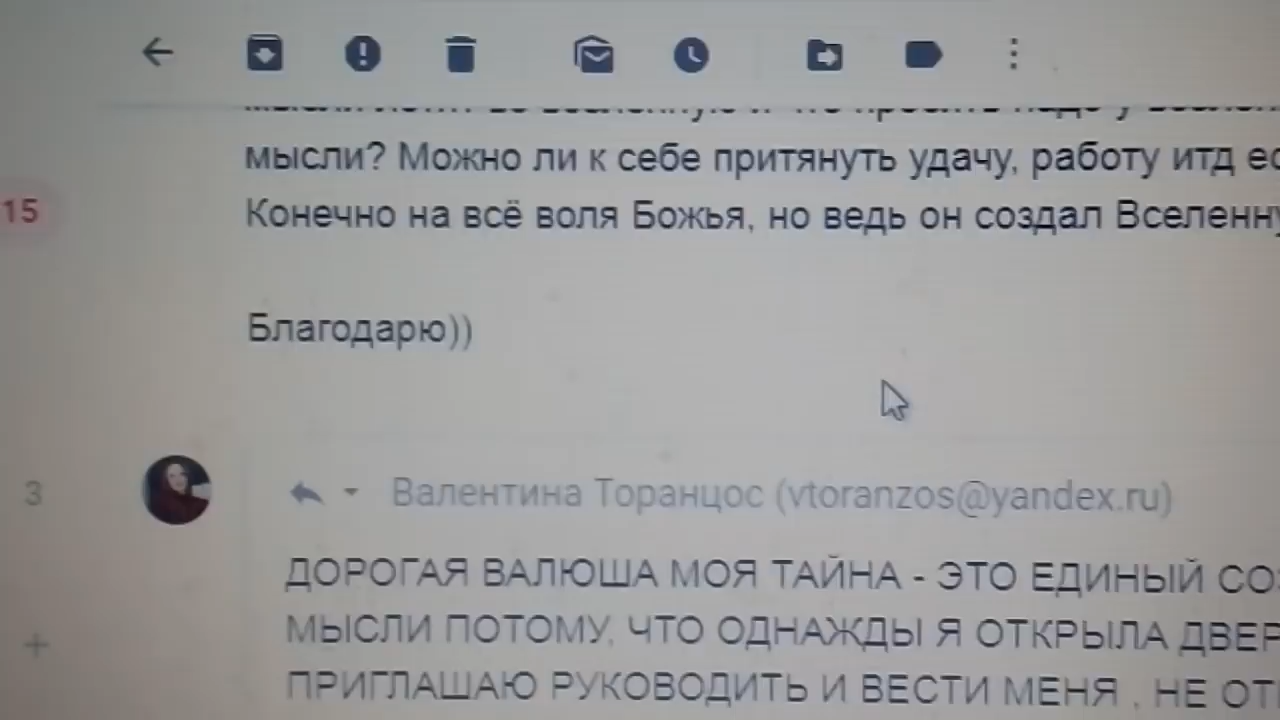 мысли? Можно ли к себе притянуть удачу, работу итд
15
Конечно на всё воля Божья, но ведь он создал
Благодарю))
3
Валентина Торанцос (vtoranzos@yandex.ru)
ДОРОГАЯ ВАЛЮША МОЯ ТАЙНА - ЭТО ЕДИНЫЙ
МЫСЛИ ПОТОМУ, ЧТО ОДНАЖДЫ Я ОТКРЫЛА
ПРИГЛАШАЮ РУКОВОДИТЬ И ВЕСТИ МЕНЯ , НЕ